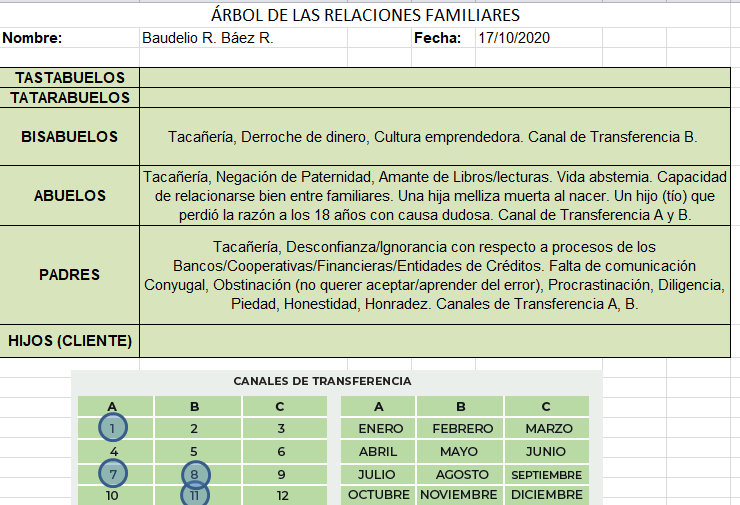 ÁRBOL DE LAS RELACIONES FAMILIARES
Nombre: Baudelio R. Báez R. Fecha: 17/10/2020
TASTABUELOS
TATARABUELOS
BISABUELOS Tacañería, Derroche de dinero, Cultura emprendedora. Canal de Transferencia B.
ABUELOS Tacañería, Negación de Paternidad, Amante de Libros/lecturas. Vida abstemia. Capacidad
de relacionarse bien entre familiares. Una hija melliza muerta al nacer. Un hijo (tío) que
perdió la razón a los 18 años con causa dudosa. Canal de Transferencia A y B.
PADRES Tacañería, Desconfianza/Ignorancia con respecto a procesos de los
Bancos/Cooperativas/Financieras/Entidades de Créditos. Falta de comunicación
Conyugal, Obstinación (no querer aceptar/aprender del error), Procrastinación, Diligencia,
Piedad, Honestidad, Honradez. Canales de Transferencia A, B.
HIJOS (CLIENTE)
CANALES DE TRANSFERENCIA
A B C A B C
1 2 3 ENERO FEBRERO MARZO
4 5 6 ABRIL MAYO JUNIO
7 8 9 JULIO AGOSTO SEPTIEMBRE
10 11 12 OCTUBRE NOVIEMBRE DICIEMBRE